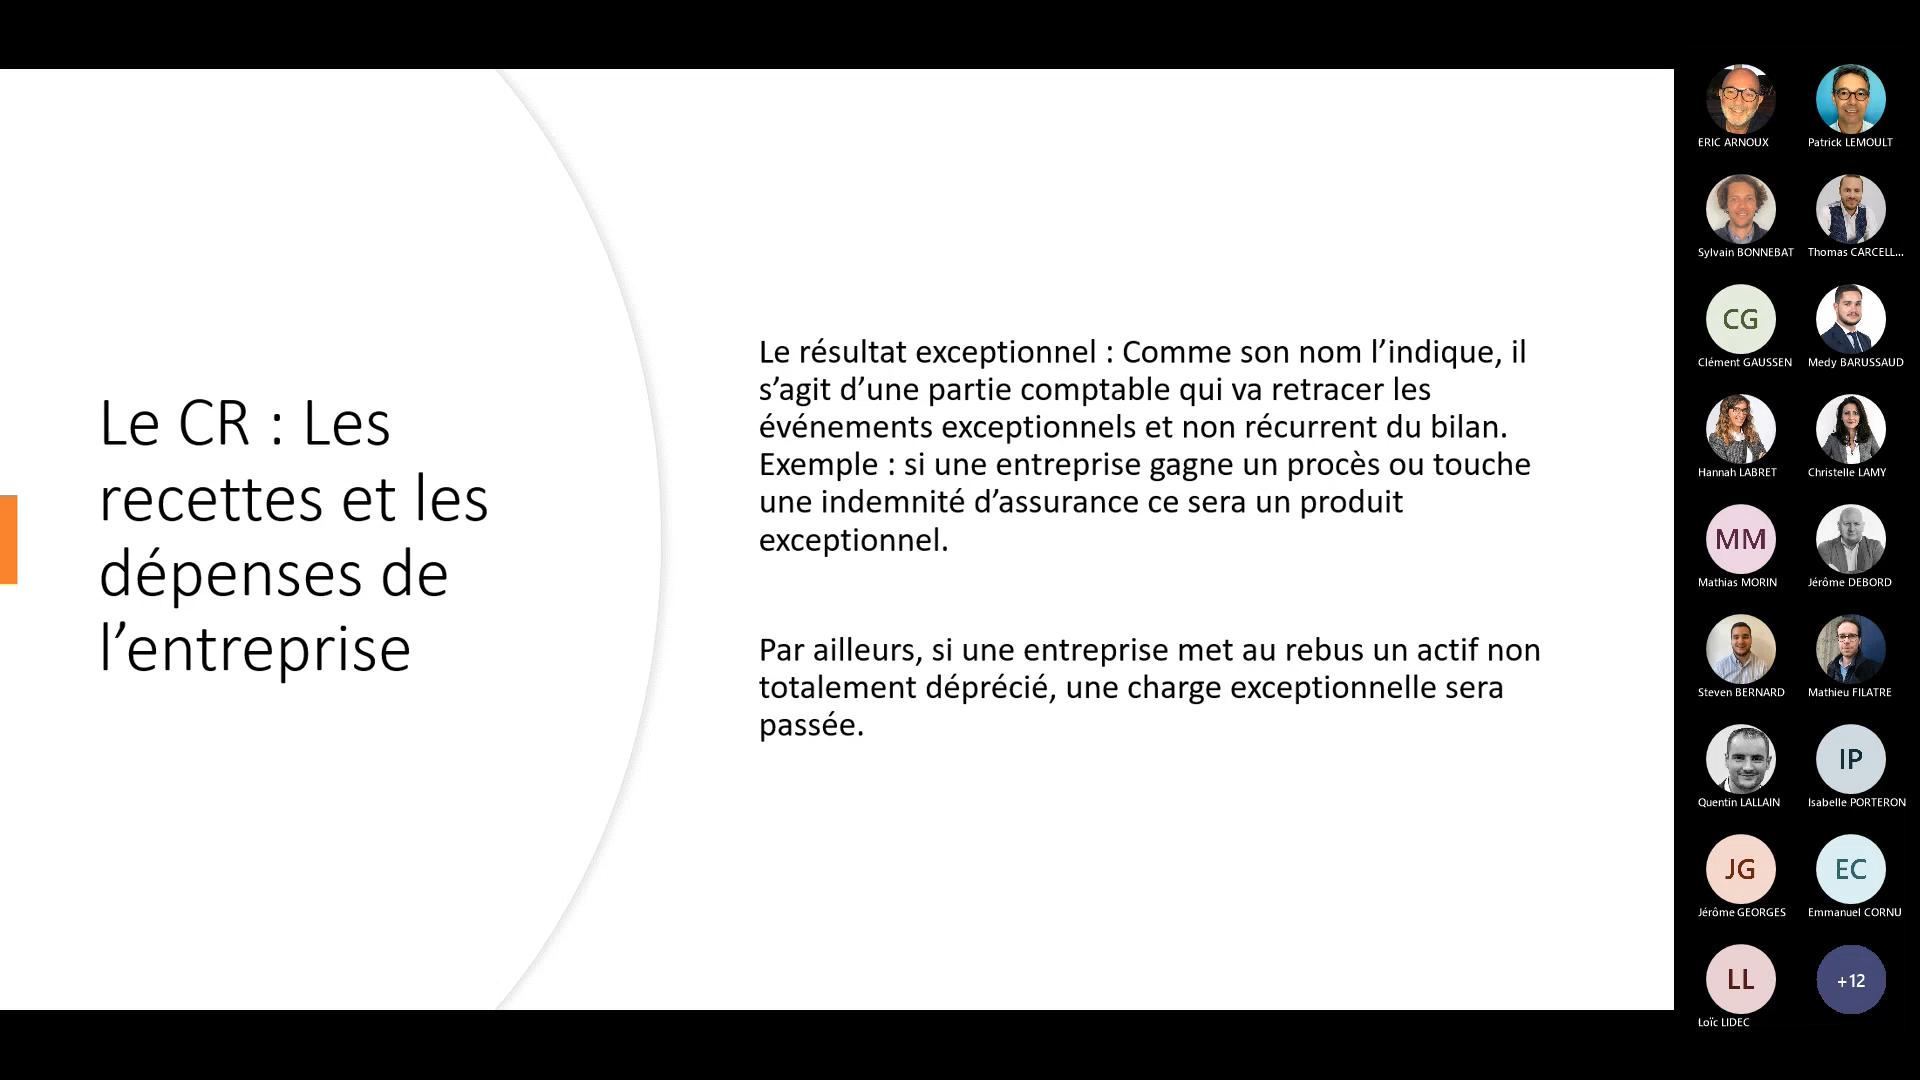 Le CR : Les
recettes et les
dépenses de
l’entreprise
Le résultat exceptionnel : Comme son nom l’indique, il
s’agit d’une partie comptable qui va retracer les
événements exceptionnels et non récurrent du bilan.
Exemple : si une entreprise gagne un procès ou touche
une indemnité d’assurance ce sera un produit
exceptionnel.
Par ailleurs, si une entreprise met au rebus un actif non
totalement déprécié, une charge exceptionnelle sera
passée.
ERIC ARNOUX
Patrick LEMOULT
Sylvain BONNEBAT
Thomas CARCELL...
CG
Clément GAUSSEN
Medy BARUSSAUD
Hannah LABRET
Christelle LAMY
MM
Mathias MORIN
Jérôme DEBORD
Steven BERNARD
Mathieu FILATRE
Quentin LALLAIN
IP
Isabelle PORTERON
JG
Jérôme GEORGES
EC
Emmanuel CORNU
LL
Loïc LIDEC
+12